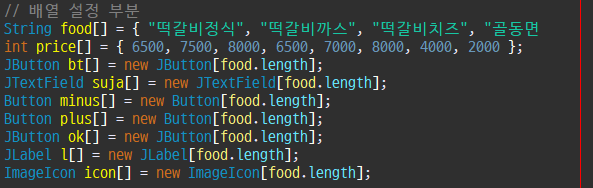 // 배열 설정 부분
String food[] = { "떡갈비정식", "떡갈비까스", "떡갈비치즈", "골동면
int price[] = { 6500, 7500, 8000, 6500, 7000, 8000, 4000, 2000 };
JButton bt[] = new JButton[food.length];
JTextField suja[] = new JTextField[food.length];
Button minus[] = new Button[food.length];
Button plus[] = new Button[food.length];
JButton ok[] = new JButton[food.length];
JLabel l[] = new JLabel[food.length];
ImageIcon icon[] = new ImageIcon[food.length];